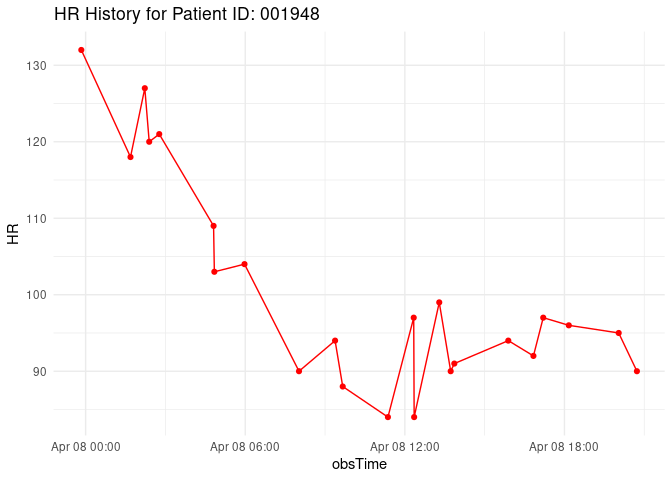 HR History for Patient ID: 001948
130
120
110
100
90
HR
Apr 08 00:00
Apr 08 06:00
Apr 08 12:00
Apr 08 18:00
obsTime